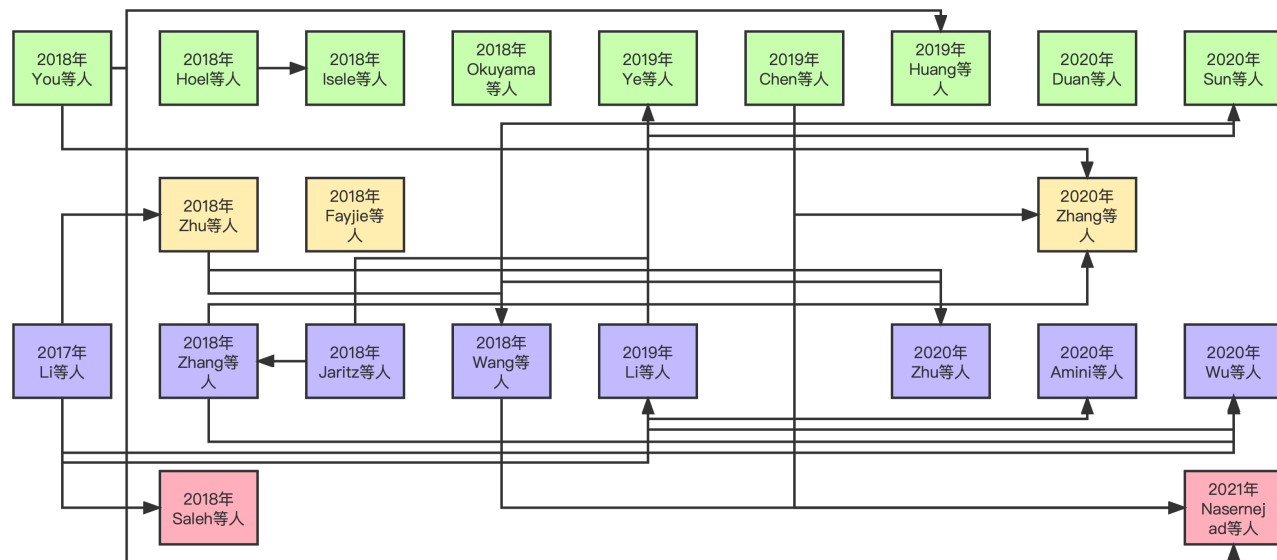 2018年
You等人
2018年
Hoel等人
2018年
Isele等人
2018年
Okuyama
等人
2019年
Ye等人
2019年
Chen等人
2019年
Huang等
人
2020年
Duan等人
2020年
Sun等人
2018年
Zhu等人
2018年
Fayjie等
人
2020年
Zhang等
人
2017年
Li等人
2018年
Zhang等
人
2018年
Jaritz等人
2018年
Wang等
人
2019年
Li等人
2020年
Zhu等人
2020年
Amini等人
2020年
Wu等人
2018年
Saleh等人
2021年
Nasernej
ad等人